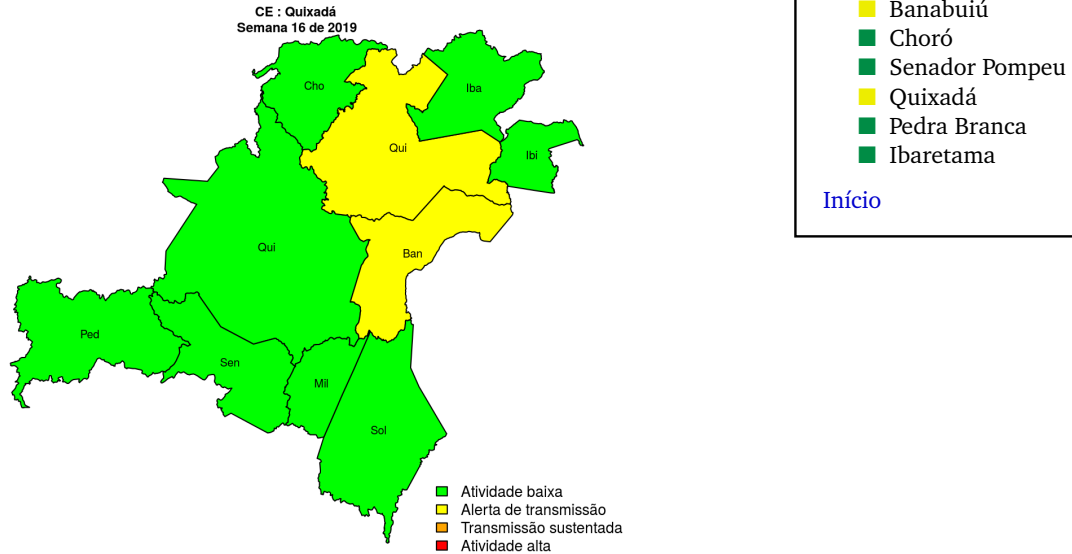 CE : Quixadá
Semana 16 de 2019
Cho
Iba
Qui
Ibi
Qui
Ban
Ped
Sen
Mil
Sol
Atividade baixa
Alerta de transmissão
Transmissão sustentada
Atividade alta
Banabuiú
Choró
Senador Pompeu
Quixadá
Pedra Branca
Ibaretama
Início